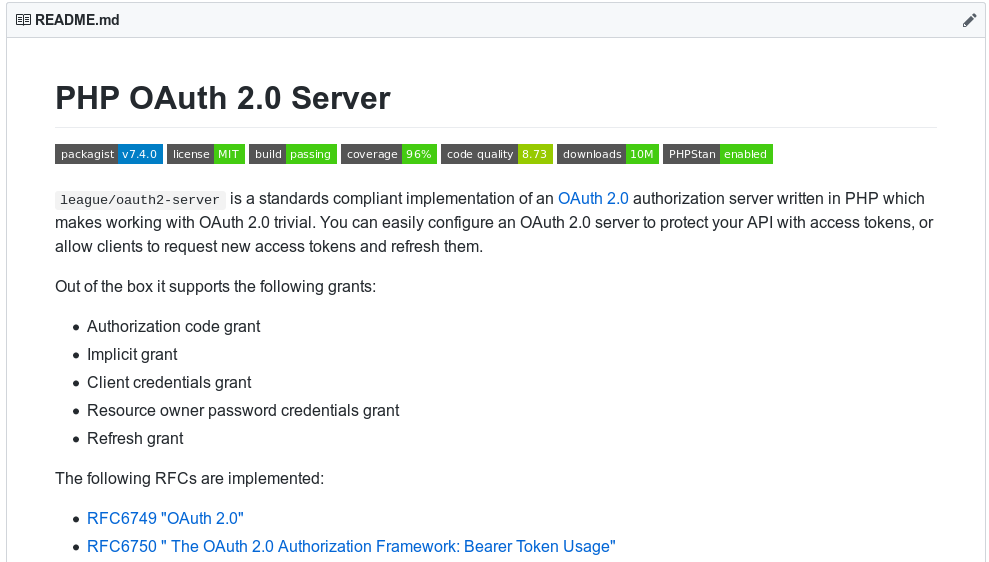 README.md
PHP OAuth 2.0 Server
packagist v7.4.0 license MIT build passing coverage 96% code quality 8.73 downloads 10M PHPStan enabled
league/oauth2-server is a standards compliant implementation of an OAuth 2.0 authorization server written in PHP which
makes working with OAuth 2.0 trivial. You can easily configure an OAuth 2.0 server to protect your API with access tokens, or
allow clients to request new access tokens and refresh them.
Out of the box it supports the following grants:
• Authorization code grant
• Implicit grant
• Client credentials grant
• Resource owner password credentials grant
• Refresh grant
The following RFCs are implemented:
• RFC6749 "OAuth 2.0"
• RFC6750 " The OAuth 2.0 Authorization Framework: Bearer Token Usage"